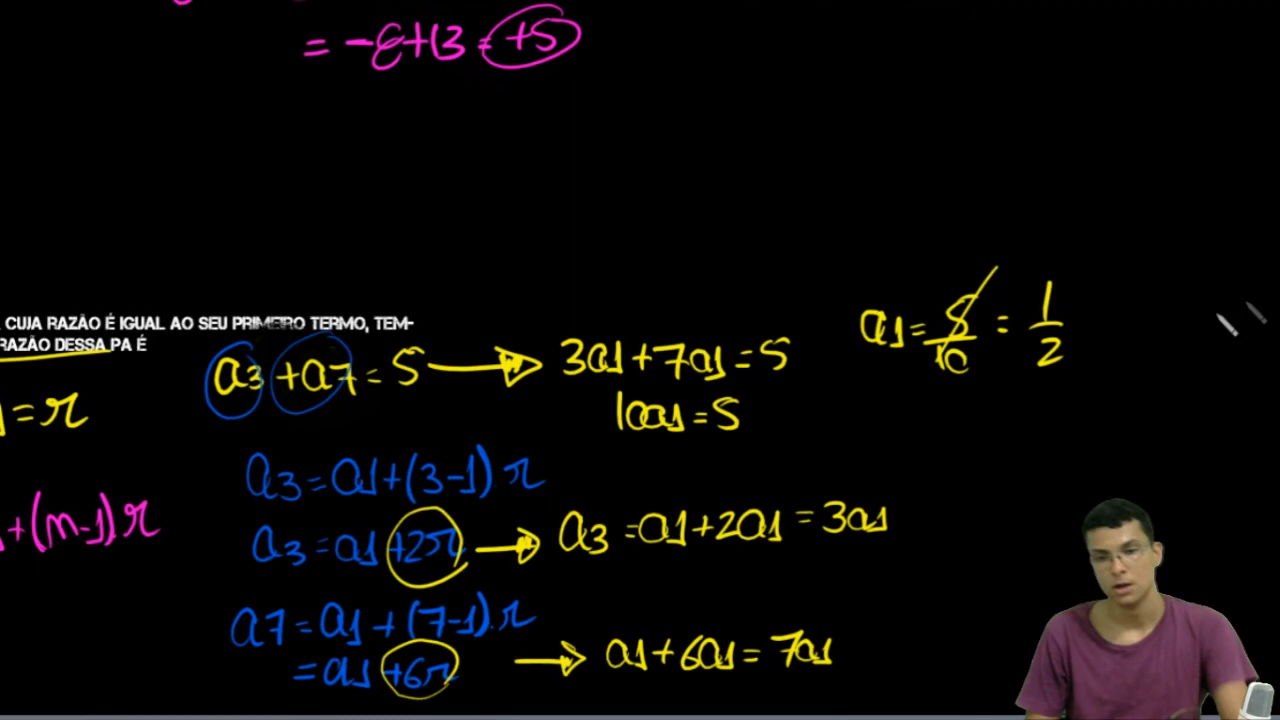 = -8+13 = +5
CUJA RAZÃO É IGUAL AO SEU PRIMEIRO TERMO, TEM-
RAZÃO DESSA PA É
a3 + a7 = 5 → 3a1 + 7a1 = 5
10a1 = 5
a1 = 5/10 = 1/2
= r
a3 = a1 + (3-1).r
+ (n-1)r
a3 = a1 + 2r → a3 = a1 + 2a1 = 3a1
a7 = a1 + (7-1).r
= a1 + 6r → a1 + 6a1 = 7a1